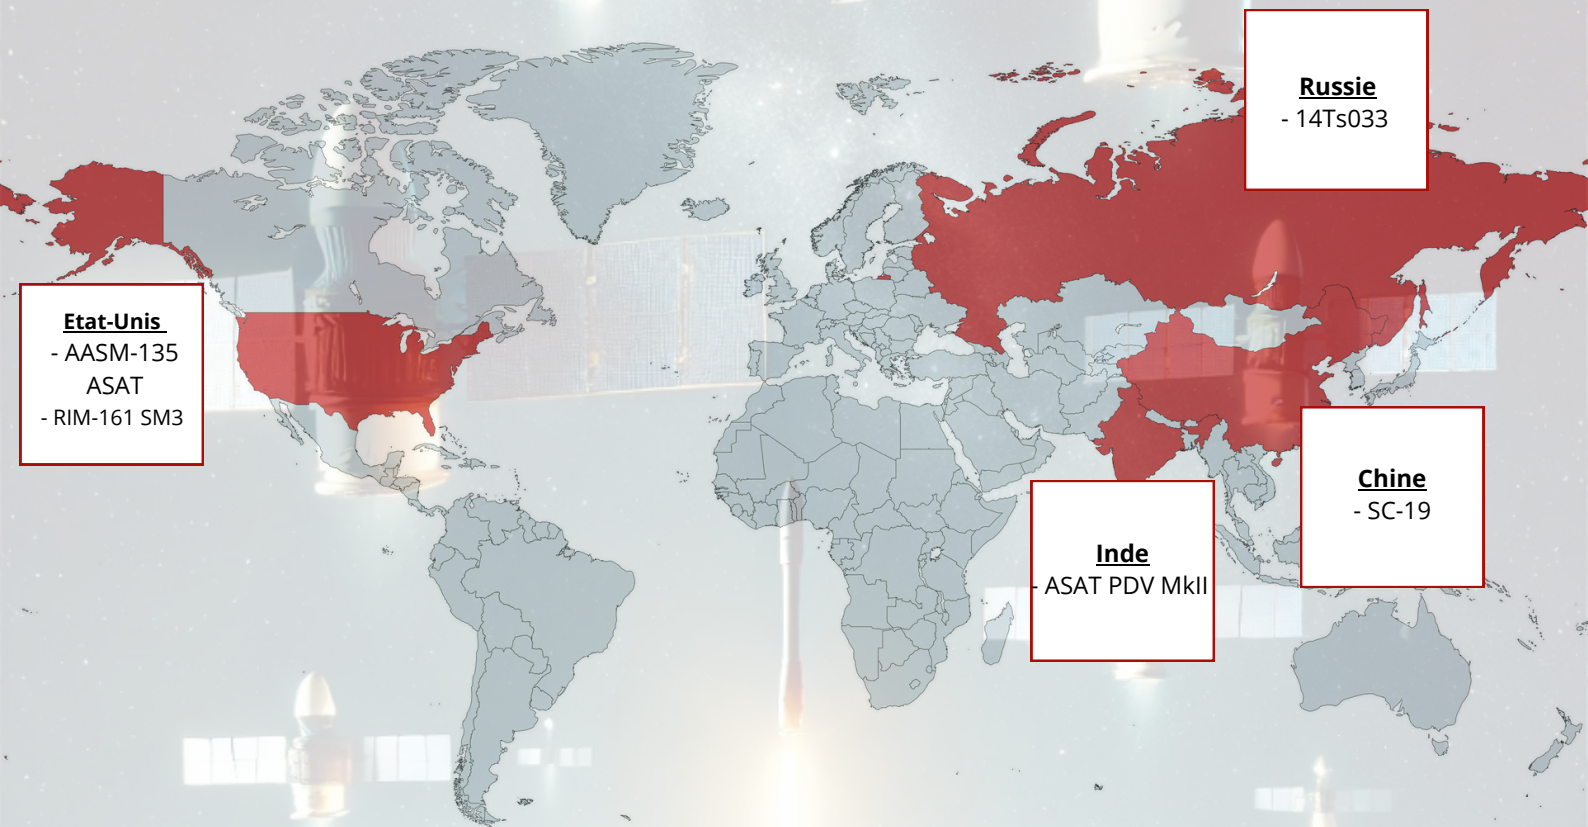 Russie
- 14Ts033
Etat-Unis
- AASM-135
ASAT
- RIM-161 SM3
Chine
- SC-19
Inde
- ASAT PDV MkII